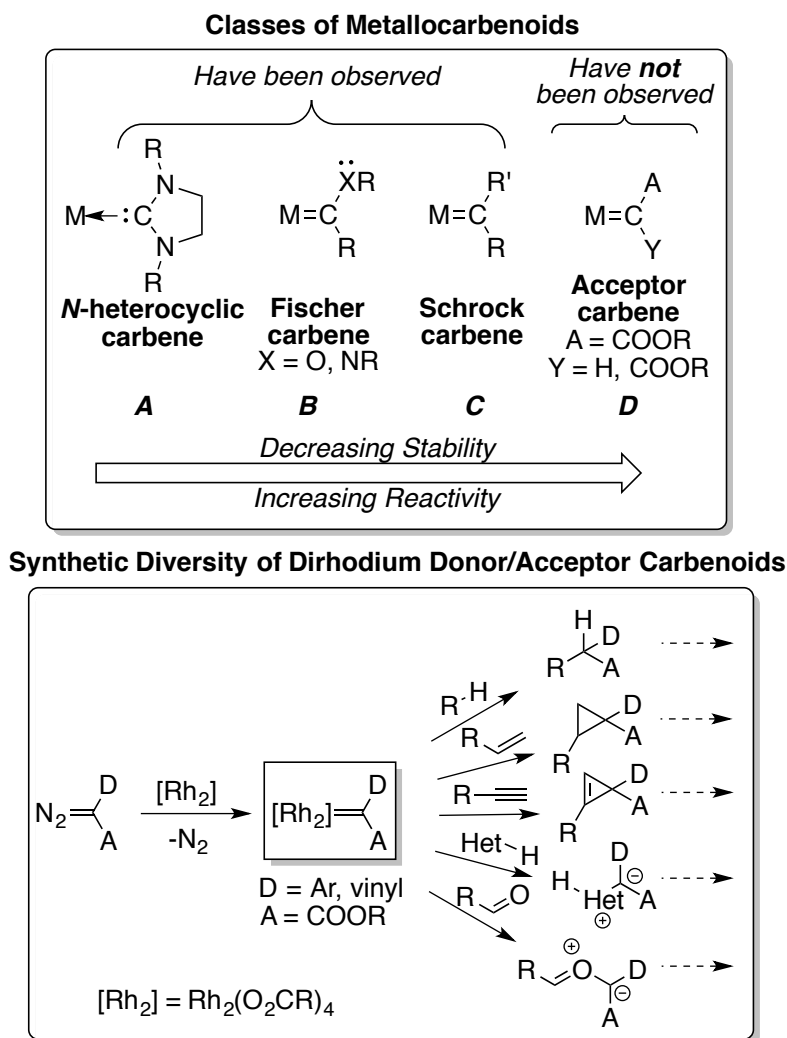 Classes of Metallocarbenoids
Have been observed
Have not
been observed
R
N
M
:C
N
R
XR
M=C
R
R'
M=C
R
A
M=C
Y
N-heterocyclic
carbene
Fischer
carbene
X = O, NR
Schrock
carbene
Acceptor
carbene
A = COOR
Y = H, COOR
A
B
C
D
Decreasing Stability
Increasing Reactivity
Synthetic Diversity of Dirhodium Donor/Acceptor Carbenoids
N2
D
A
[Rh2]
-N2
[Rh2]
D
A
D = Ar, vinyl
A = COOR
R-H
R
R
Het-H
R
O
H
D
R
A
D
A
R
D
A
R
D
H
Het
A
⊕
⊖
⊕
R
O
D
⊖
A
[Rh2] = Rh2(O2CR)4